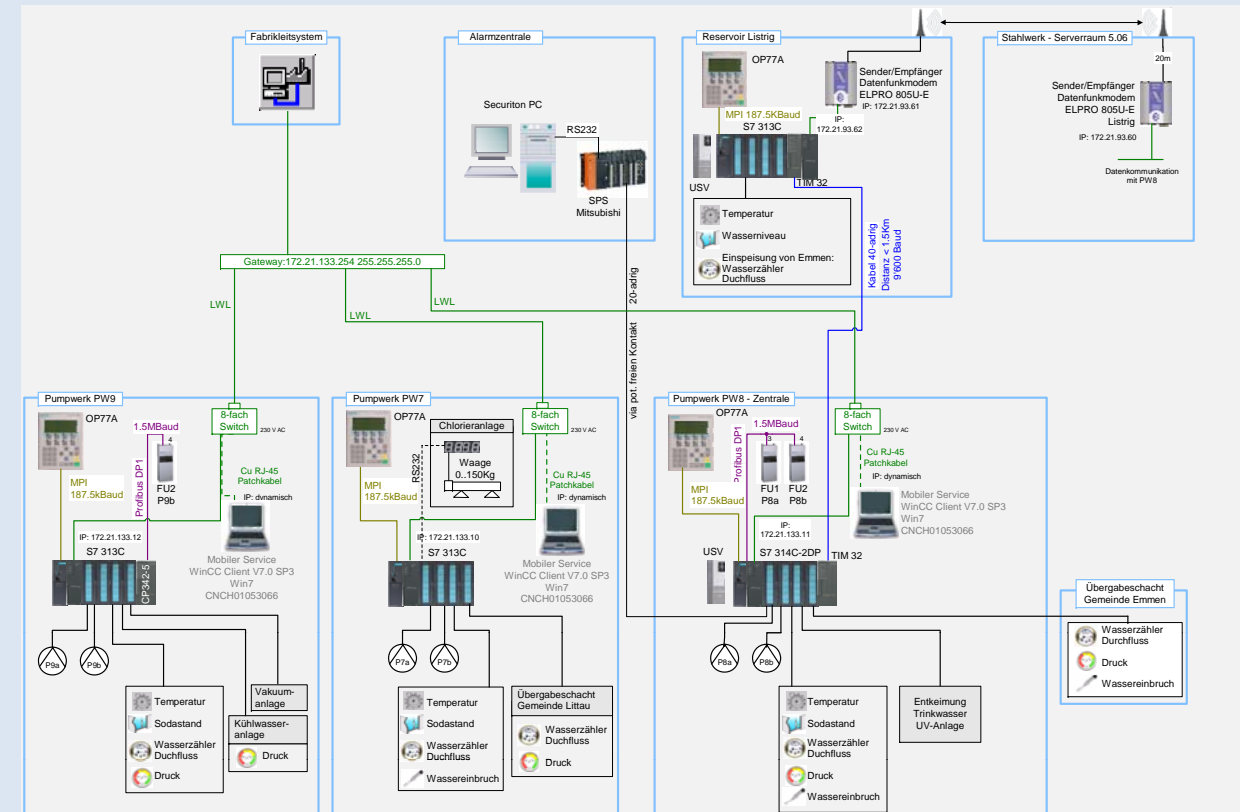 Fabrikleitsystem
Alarmzentrale
Securiton PC
RS232
SPS
Mitsubishi
Reservoir Listrig
OP77A
Sender/Empfänger
Datenfunkmodem
ELPRO 805U-E
IP: 172.21.93.61
MPI 187.5KBaud
S7 313C
IP:
172.21.93.62
USV
TIM 32
Temperatur
Wasserniveau
Einspeisung von Emmen:
Wasserzähler
Duchfluss
Stahlwerk - Serverraum 5.06
20m
Sender/Empfänger
Datenfunkmodem
ELPRO 805U-E
Listrig
IP: 172.21.93.60
Datenkommunikation
mit PW8
Kabel 40-adrig
Distanz < 1.5Km
9'600 Baud
Gateway:172.21.133.254 255.255.255.0
LWL
LWL
LWL
via pot. freien Kontakt 20-adrig
Pumpwerk PW9
OP77A
1.5MBaud
Profibus DP1
4
FU2
P9b
8-fach
Switch
230 V AC
Cu RJ-45
Patchkabel
IP: dynamisch
MPI
187.5kBaud
IP: 172.21.133.12
S7 313C
CP342-5
Mobiler Service
WinCC Client V7.0 SP3
Win7
CNCH01053066
P9a
P9b
Temperatur
Sodastand
Wasserzähler
Duchfluss
Druck
Vakuum-
anlage
Kühlwasser-
anlage
Druck
Pumpwerk PW7
OP77A
Chlorieranlage
RS232
Waage
0..150Kg
8-fach
Switch
230 V AC
Cu RJ-45
Patchkabel
IP: dynamisch
MPI
187.5kBaud
IP: 172.21.133.10
S7 313C
Mobiler Service
WinCC Client V7.0 SP3
Win7
CNCH01053066
P7a
P7b
Temperatur
Sodastand
Wasserzähler
Duchfluss
Wassereinbruch
Übergabeschacht
Gemeinde Littau
Wasserzähler
Duchfluss
Druck
Pumpwerk PW8 - Zentrale
OP77A
1.5MBaud
Profibus DP1
3
4
FU1
P8a
FU2
P8b
8-fach
Switch
230 V AC
Cu RJ-45
Patchkabel
IP: dynamisch
MPI
187.5kBaud
IP:
172.21.133.11
USV
S7 314C-2DP
TIM 32
Mobiler Service
WinCC Client V7.0 SP3
Win7
CNCH01053066
P8a
P8b
Temperatur
Sodastand
Wasserzähler
Duchfluss
Druck
Wassereinbruch
Entkeimung
Trinkwasser
UV-Anlage
Übergabeschacht
Gemeinde Emmen
Wasserzähler
Durchfluss
Druck
Wassereinbruch